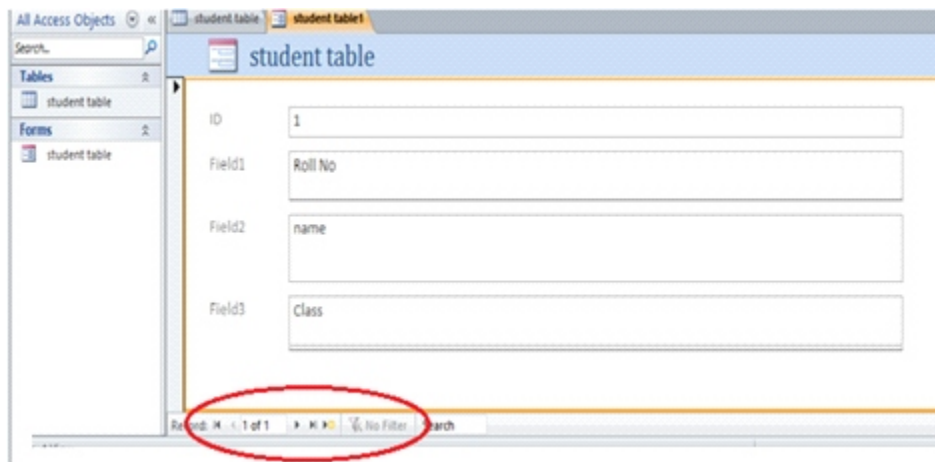 All Access Objects
student table
student table1
Search...
student table
Tables
student table
Forms
student table
ID
1
Field1
Roll No
Field2
name
Field3
Class
Record: 1 of 1 No Filter Search